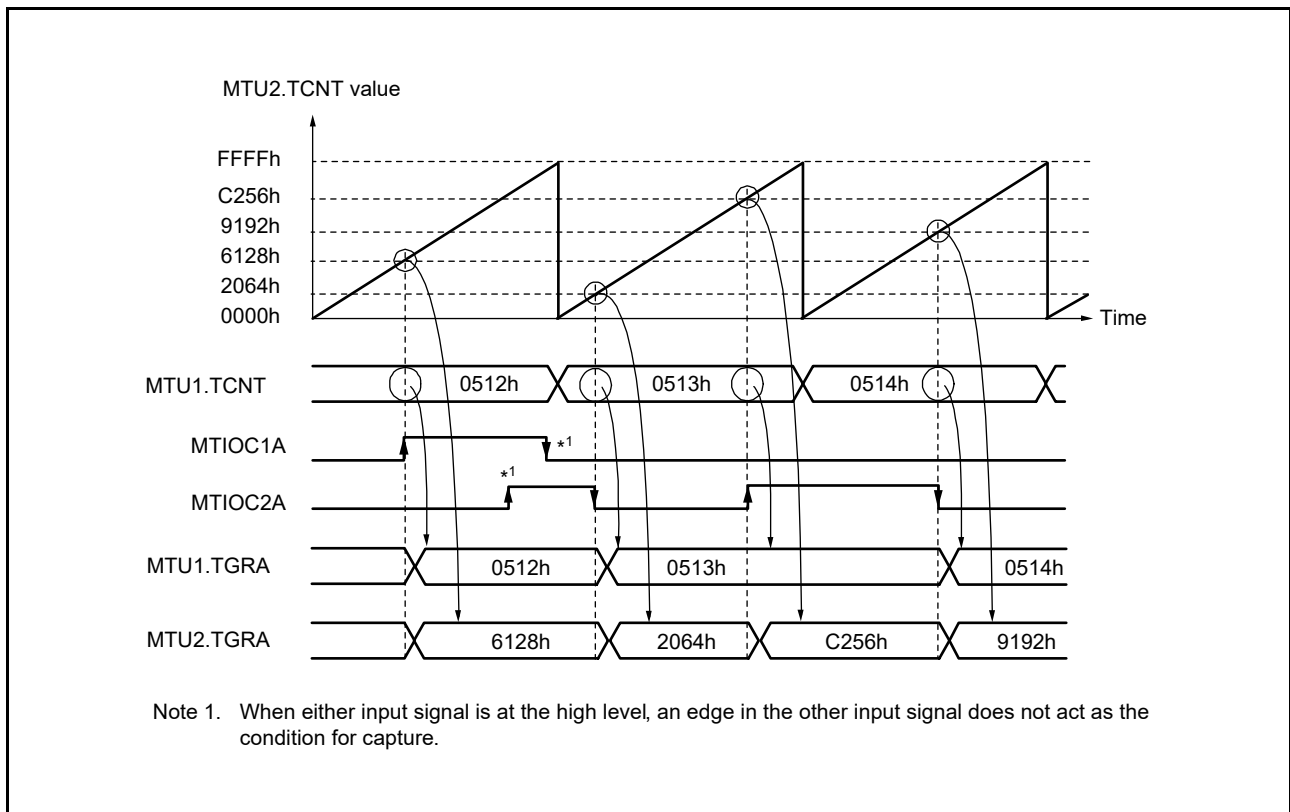 MTU2.TCNT value
FFFFh
C256h
9192h
6128h
2064h
0000h
Time
MTU1.TCNT 0512h 0513h 0514h
MTIOC1A *1
MTIOC2A *1
MTU1.TGRA 0512h 0513h 0514h
MTU2.TGRA 6128h 2064h C256h 9192h
Note 1. When either input signal is at the high level, an edge in the other input signal does not act as the
condition for capture.